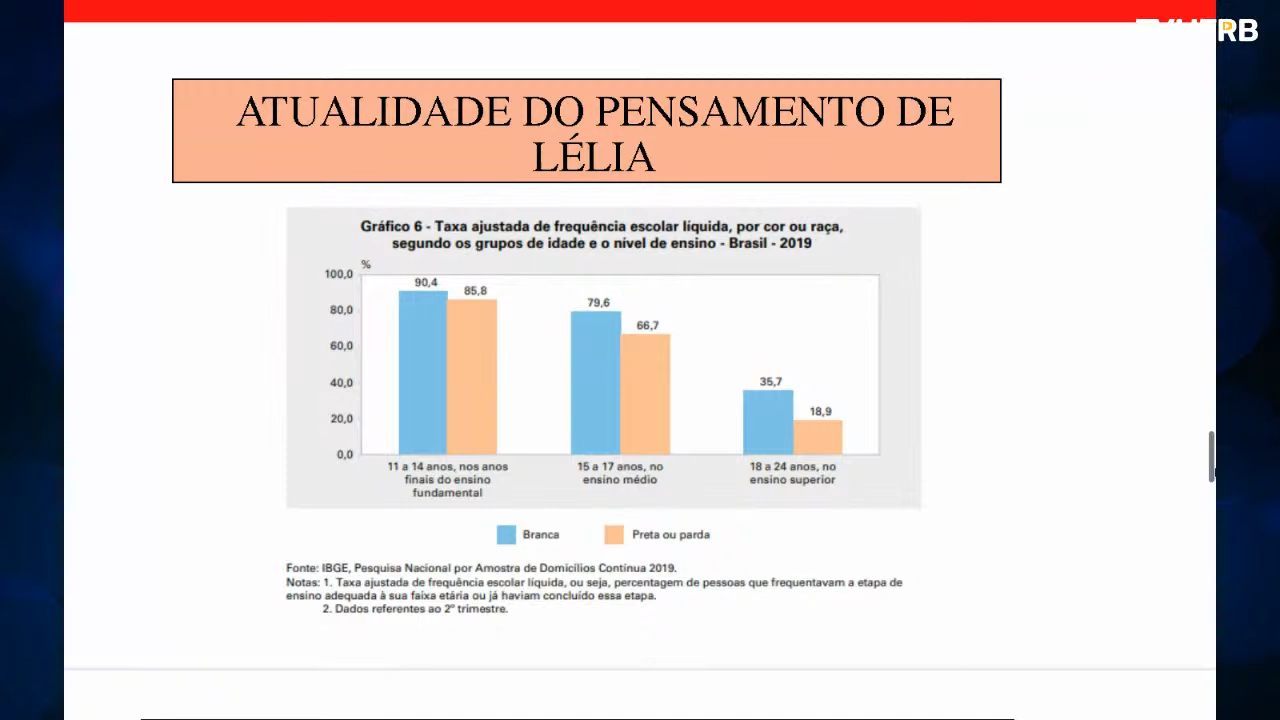 ATUALIDADE DO PENSAMENTO DE
LÉLIA
Gráfico 6 - Taxa ajustada de frequência escolar líquida, por cor ou raça,
segundo os grupos de idade e o nível de ensino - Brasil - 2019
%
100,0
80,0
60,0
40,0
20,0
0,0
90,4
85,8
79,6
66,7
35,7
18,9
11 a 14 anos, nos anos
finais do ensino
fundamental
15 a 17 anos, no
ensino médio
18 a 24 anos, no
ensino superior
Branca
Preta ou parda
Fonte: IBGE, Pesquisa Nacional por Amostra de Domicílios Contínua 2019.
Notas: 1. Taxa ajustada de frequência escolar líquida, ou seja, percentagem de pessoas que frequentavam a etapa de
ensino adequada à sua faixa etária ou já haviam concluído essa etapa.
2. Dados referentes ao 2º trimestre.